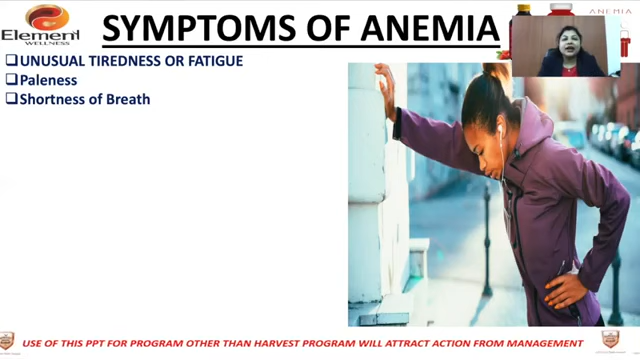 Element
WELLNESS
SYMPTOMS OF ANEMIA
ANEMIA
❑UNUSUAL TIREDNESS OR FATIGUE
❑Paleness
❑Shortness of Breath
USE OF THIS PPT FOR PROGRAM OTHER THAN HARVEST PROGRAM WILL ATTRACT ACTION FROM MANAGEMENT